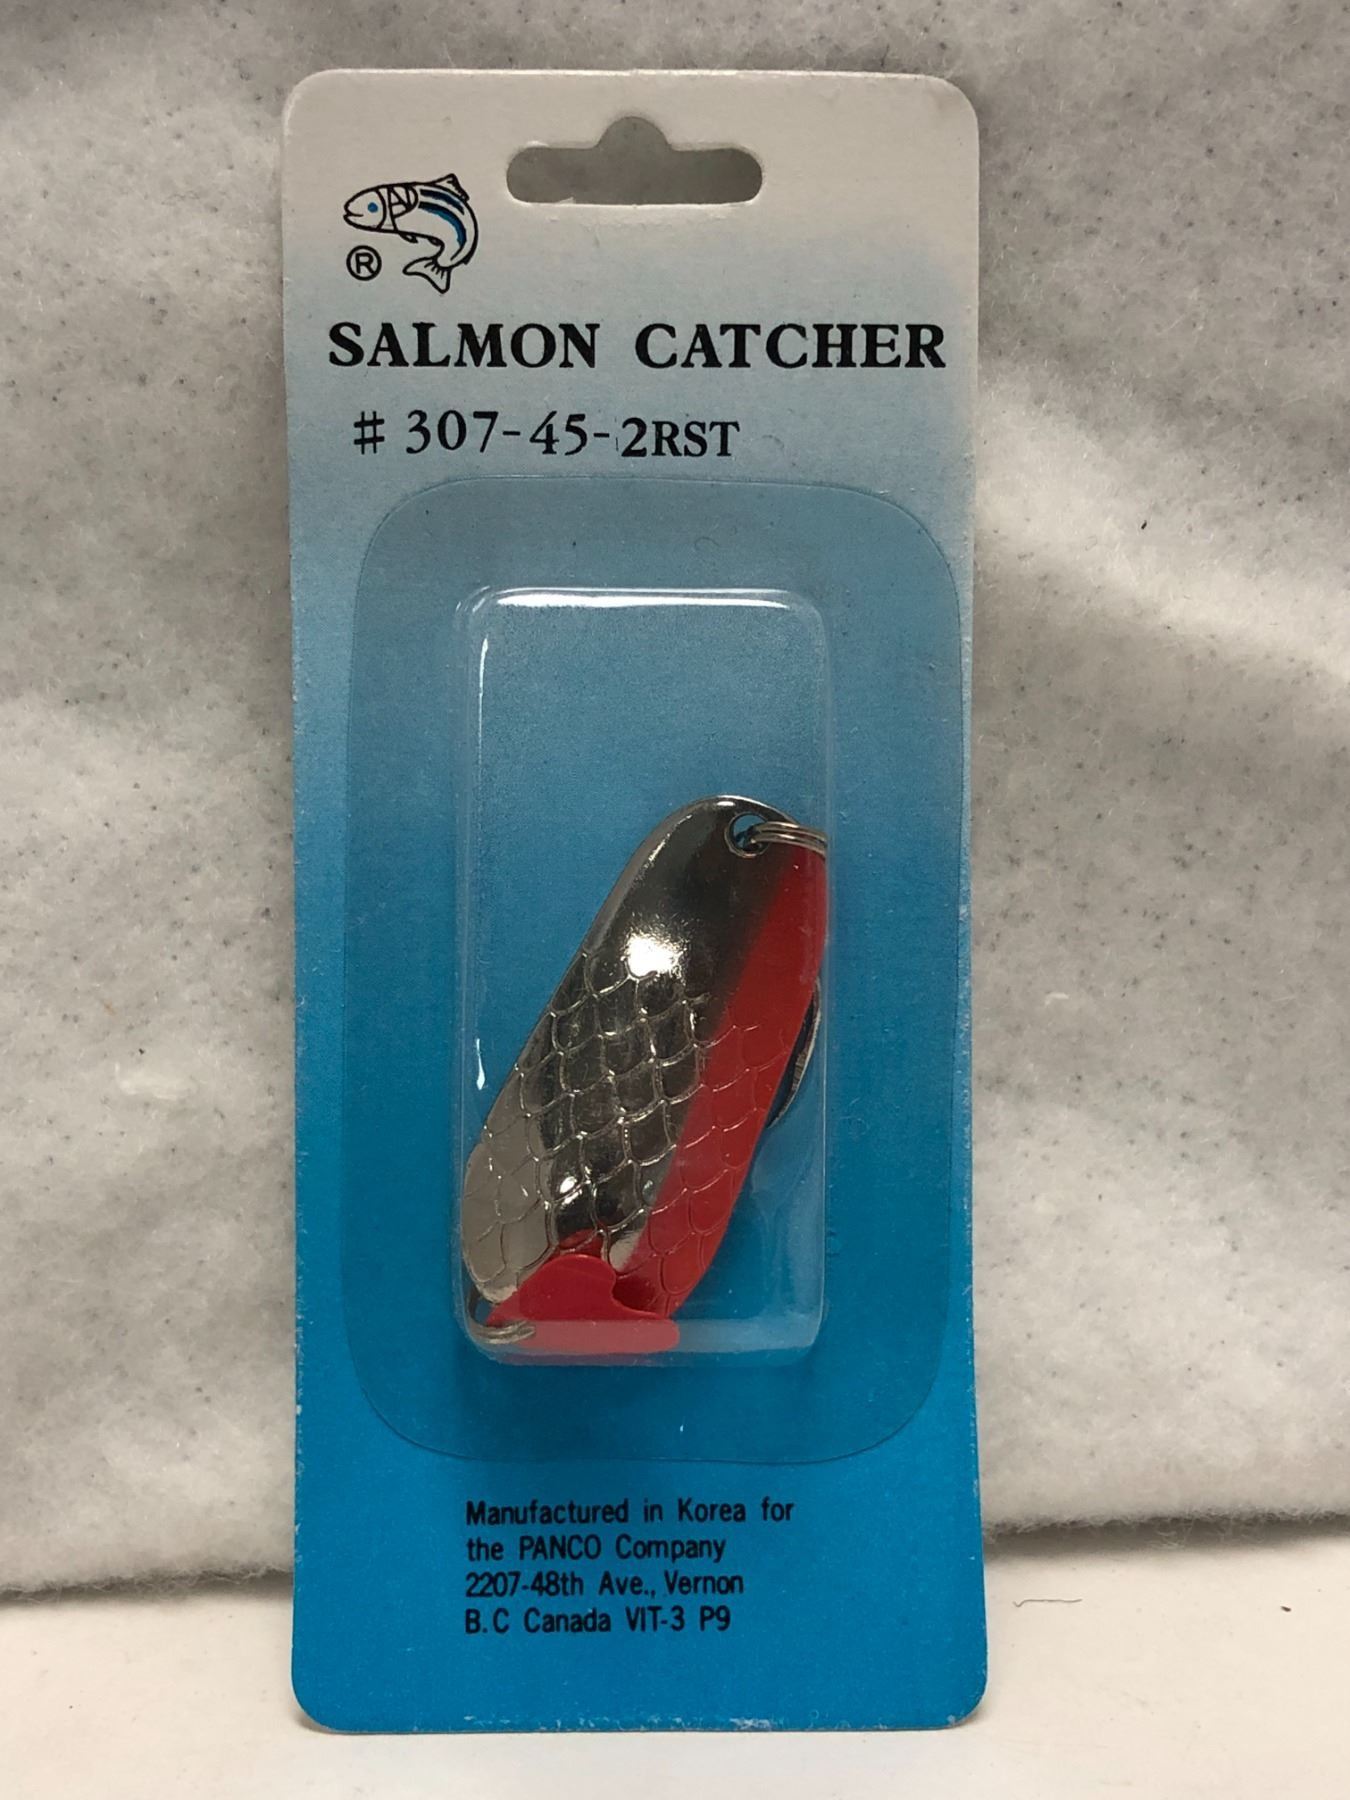 AD
®
SALMON CATCHER
# 307-45-2RST
Manufactured in Korea for
the PANCO Company
2207-48th Ave., Vernon
B.C Canada VIT-3 P9